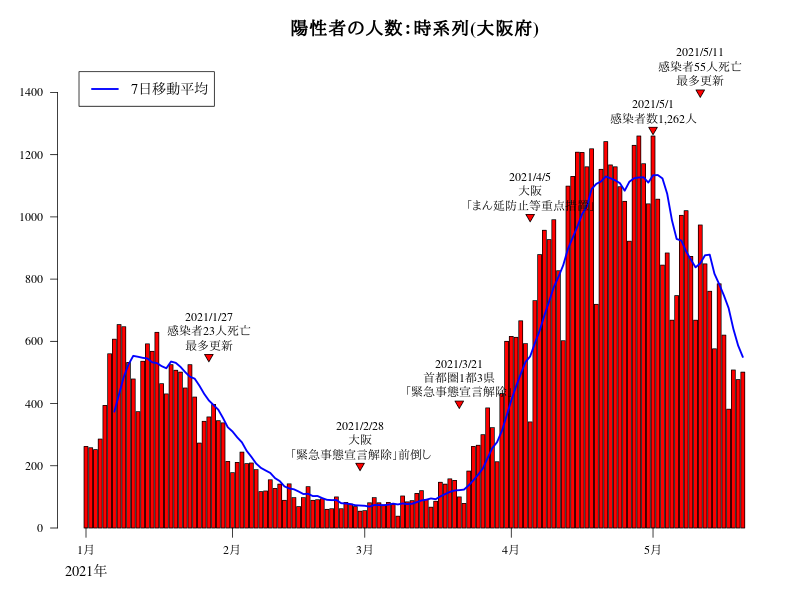 陽性者の人数：時系列(大阪府)
7日移動平均
2021/5/11
感染者55人死亡
最多更新
2021/5/1
感染者数1,262人
2021/4/5
大阪
「まん延防止等重点措置」
2021/1/27
感染者23人死亡
最多更新
2021/3/21
首都圏1都3県
「緊急事態宣言解除」
2021/2/28
大阪
「緊急事態宣言解除」前倒し
1400
1200
1000
800
600
400
200
0
1月 2月 3月 4月 5月
2021年